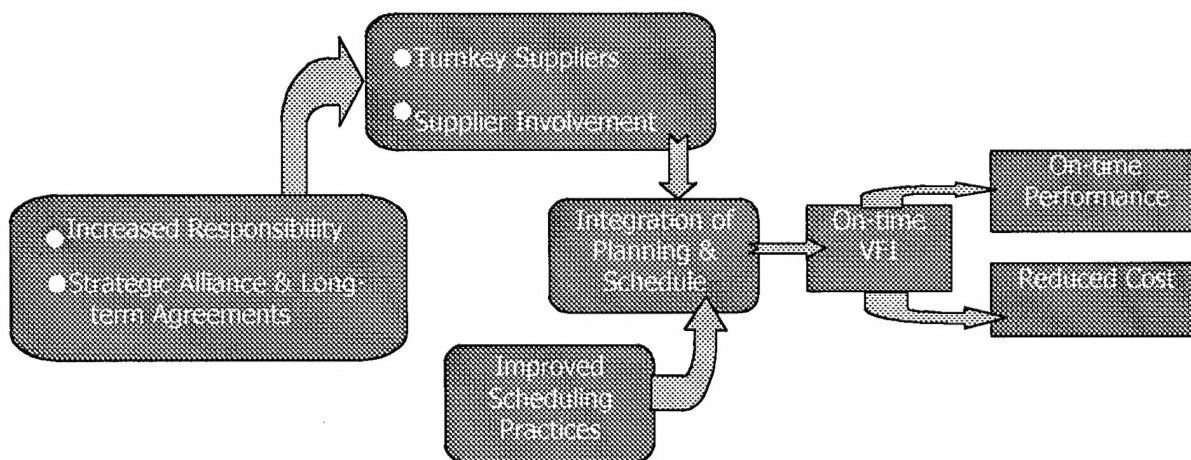 Turnkey Suppliers
Supplier Involvement
Increased Responsibility
Strategic Alliance & Long-
term Agreements
Integration of
Planning &
Schedule
Improved
Scheduling
Practices
On-time
VFI
On-time
Performance
Reduced Cost